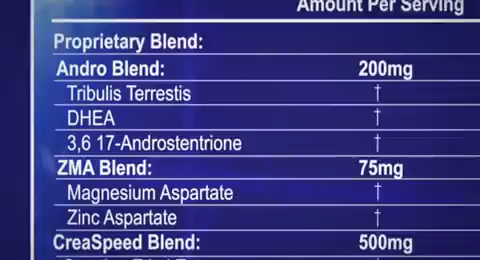 Amount Per Serving
Proprietary Blend:
Andro Blend: 200mg
Tribulis Terrestis †
DHEA †
3,6 17-Androstentrione †
ZMA Blend: 75mg
Magnesium Aspartate †
Zinc Aspartate †
CreaSpeed Blend: 500mg